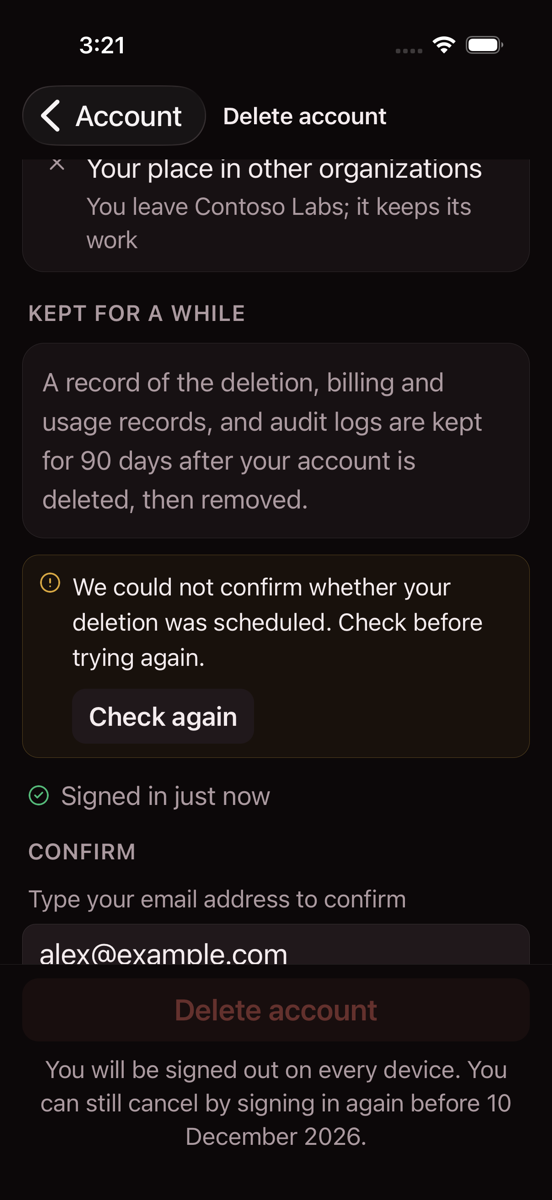 3:21
Account
Delete account
Your place in other organizations
You leave Contoso Labs; it keeps its
work
KEPT FOR A WHILE
A record of the deletion, billing and
usage records, and audit logs are kept
for 90 days after your account is
deleted, then removed.
We could not confirm whether your
deletion was scheduled. Check before
trying again.
Check again
Signed in just now
CONFIRM
Type your email address to confirm
alex@example.com
Delete account
You will be signed out on every device. You
can still cancel by signing in again before 10
December 2026.